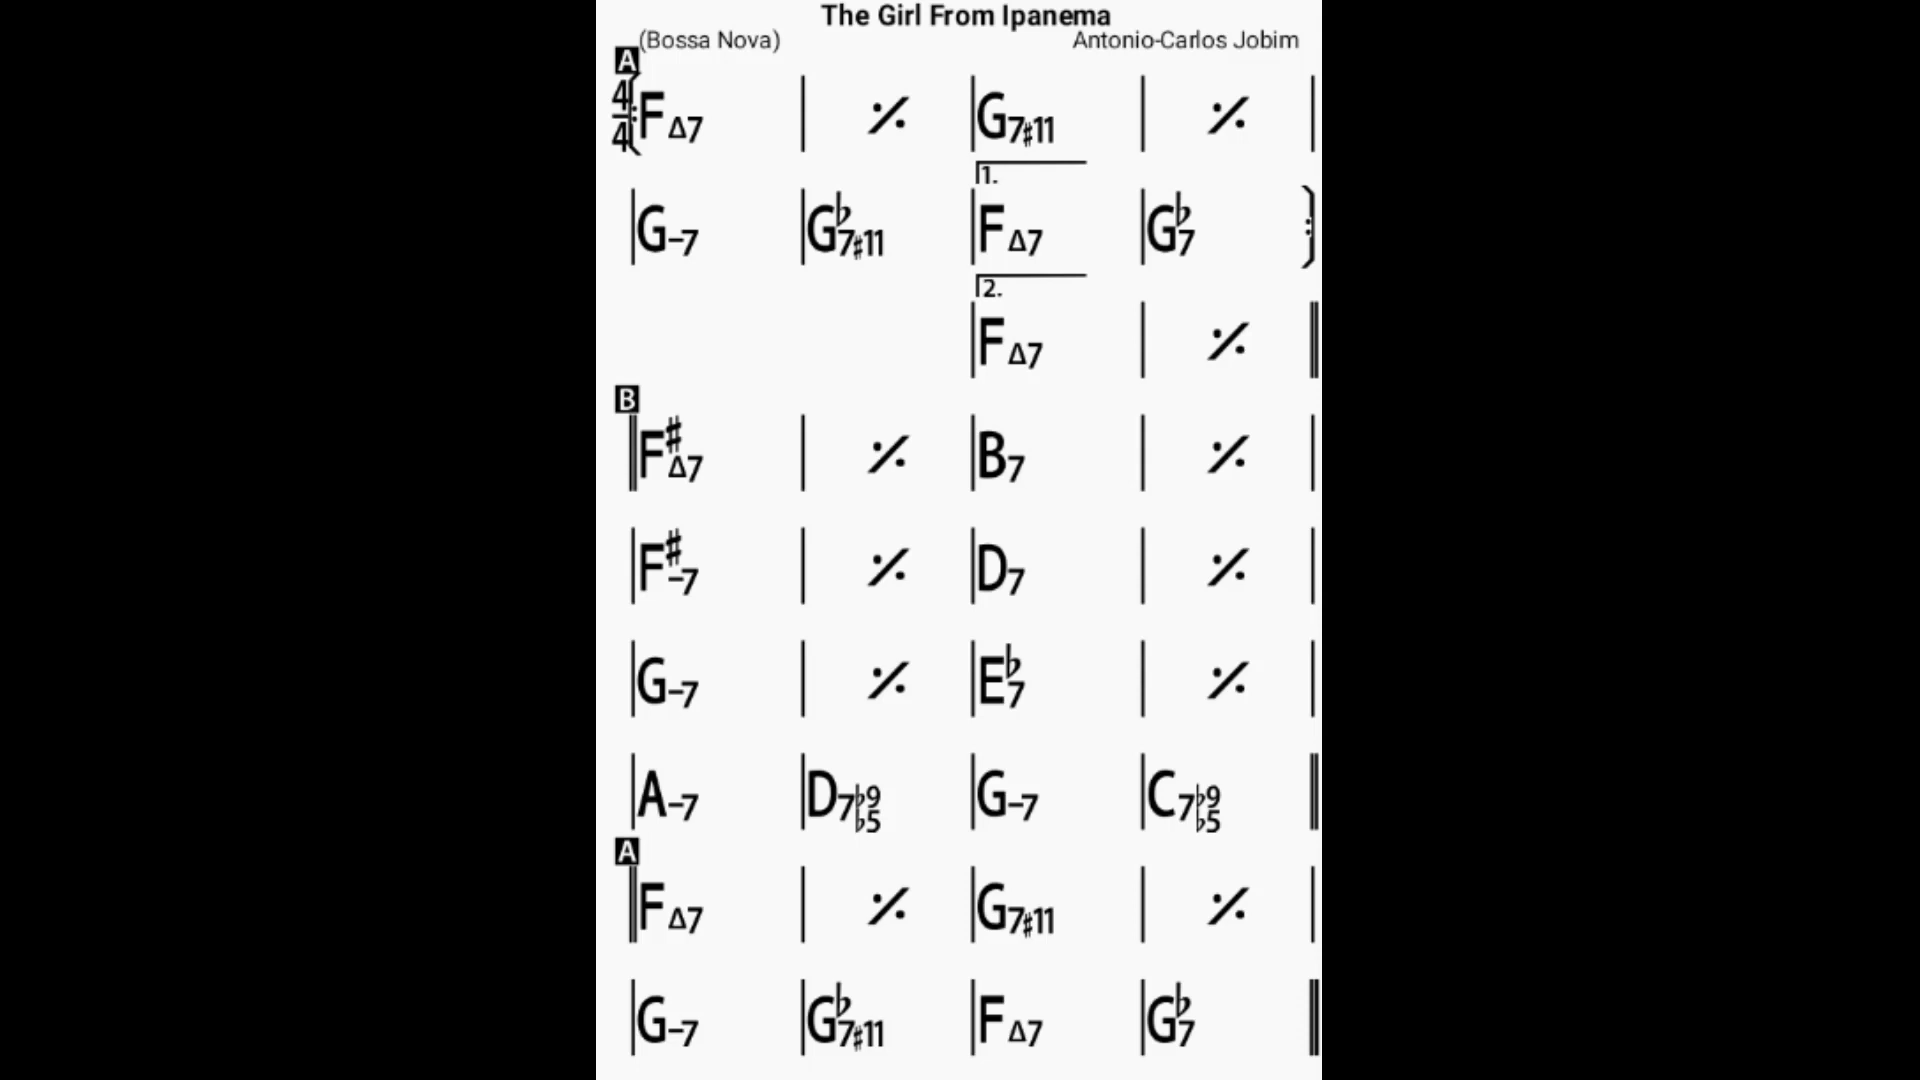 The Girl From Ipanema
(Bossa Nova) Antonio-Carlos Jobim
A
4/4 FΔ7 | 𝄎 | G7♯11 | 𝄎
1.
G-7 | G♭7♯11 | FΔ7 | G♭7
2.
FΔ7 | 𝄎
B
F♯Δ7 | 𝄎 | B7 | 𝄎
F♯-7 | 𝄎 | D7 | 𝄎
G-7 | 𝄎 | E♭7 | 𝄎
A-7 | D7♭9♭5 | G-7 | C7♭9♭5
A
FΔ7 | 𝄎 | G7♯11 | 𝄎
G-7 | G♭7♯11 | FΔ7 | G♭7